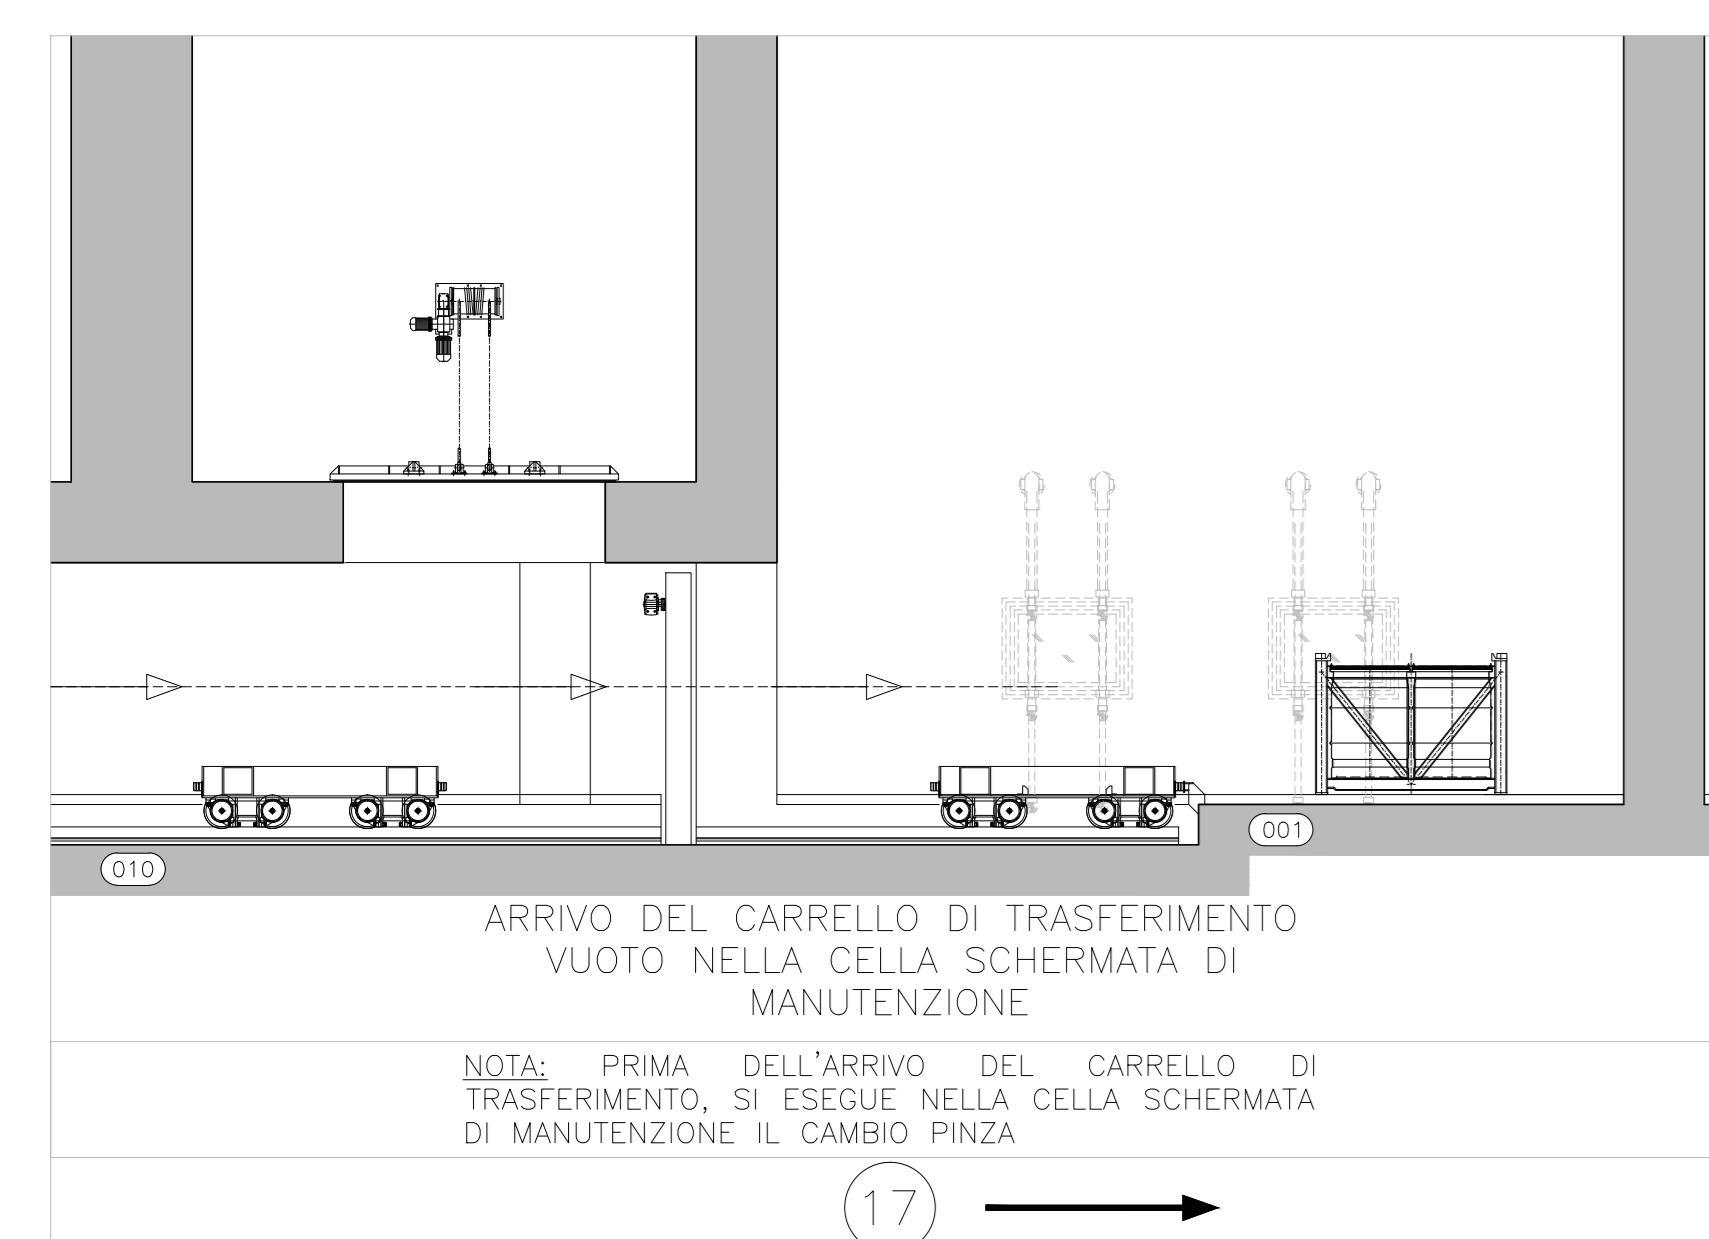 001
010
ARRIVO DEL CARRELLO DI TRASFERIMENTO
VUOTO NELLA CELLA SCHERMATA DI
MANUTENZIONE
NOTA: PRIMA DELL'ARRIVO DEL CARRELLO DI
TRASFERIMENTO, SI ESEGUE NELLA CELLA SCHERMATA
DI MANUTENZIONE IL CAMBIO PINZA
17